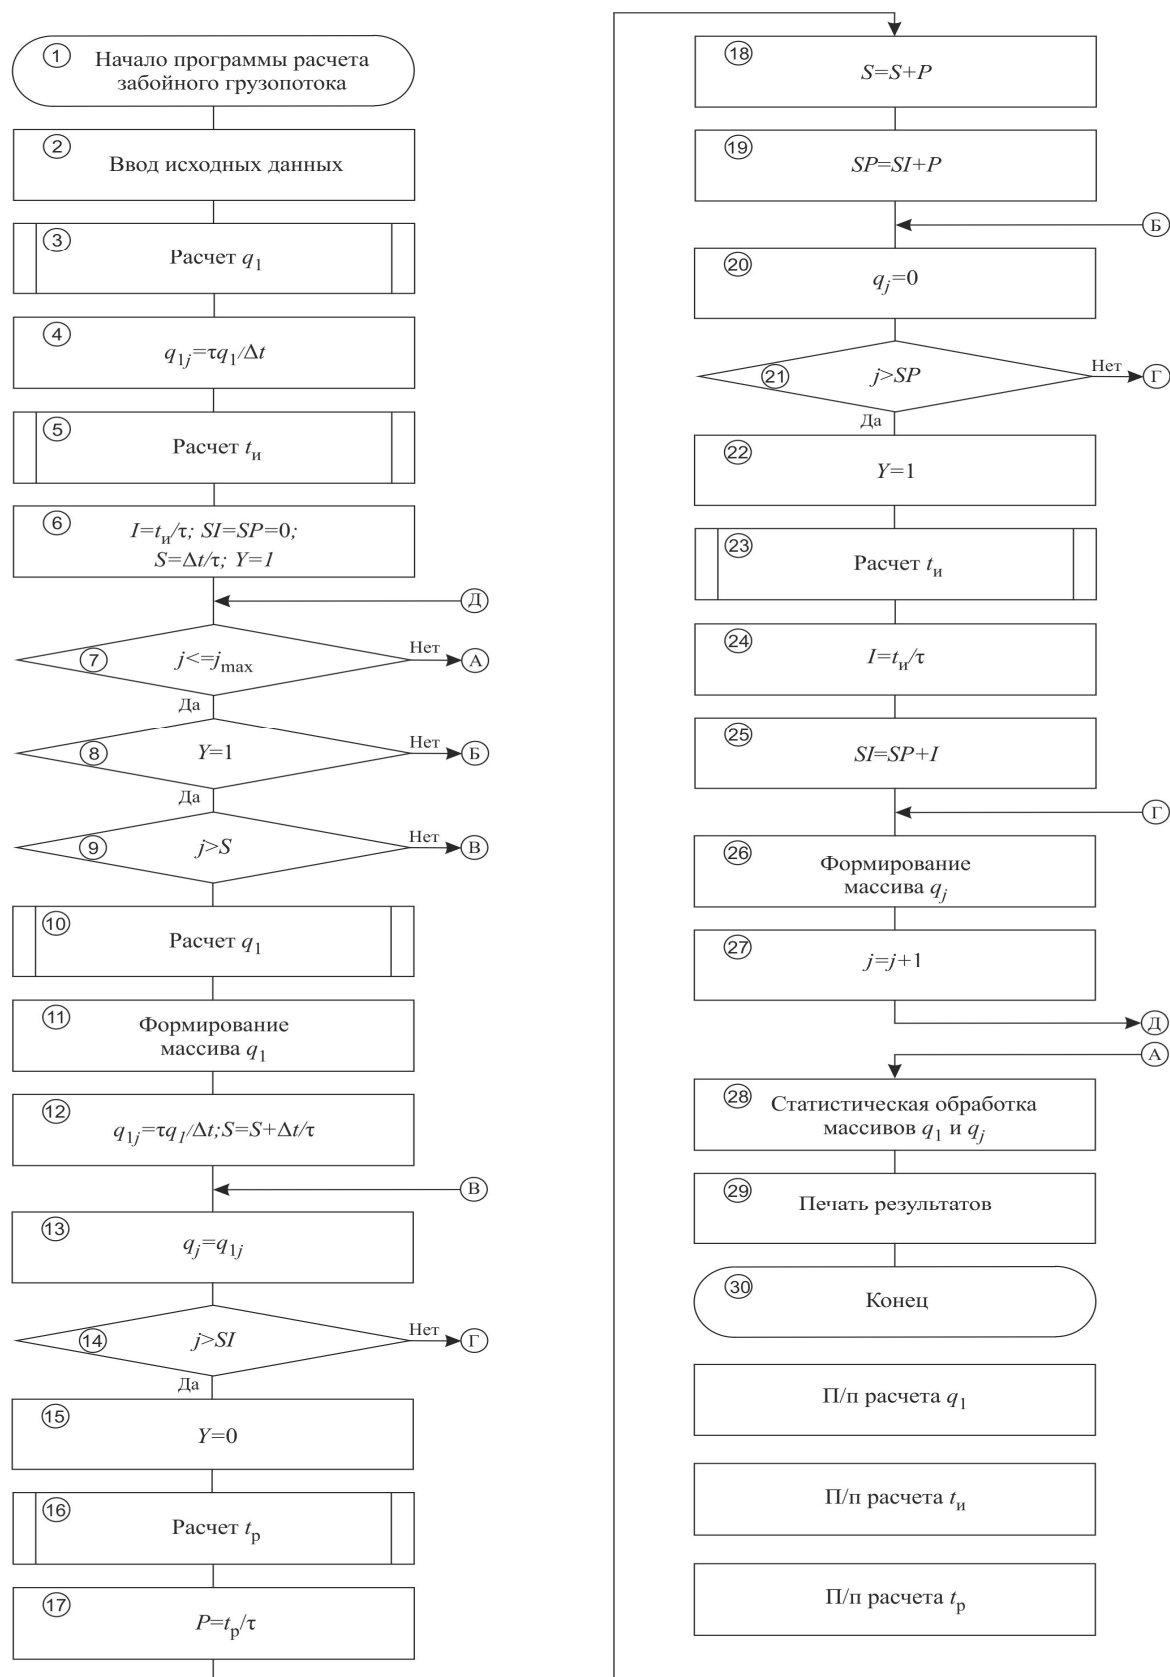 1 Начало программы расчета
забойного грузопотока
2 Ввод исходных данных
3 Расчет q1
4 q1j=τq1/Δt
5 Расчет tи
6 I=tи/τ; SI=SP=0;
S=Δt/τ; Y=1
Д
7 j<=jmax Нет А
Да
8 Y=1 Нет Б
Да
9 j>S Нет В
10 Расчет q1
11 Формирование
массива q1
12 q1j=τq1/Δt;S=S+Δt/τ
В
13 qj=q1j
14 j>SI Нет Г
Да
15 Y=0
16 Расчет tр
17 P=tр/τ
18 S=S+P
19 SP=SI+P
Б
20 qj=0
21 j>SP Нет Г
Да
22 Y=1
23 Расчет tи
24 I=tи/τ
25 SI=SP+I
Г
26 Формирование
массива qj
27 j=j+1
Д
А
28 Статистическая обработка
массивов q1 и qj
29 Печать результатов
30 Конец
П/п расчета q1
П/п расчета tи
П/п расчета tр